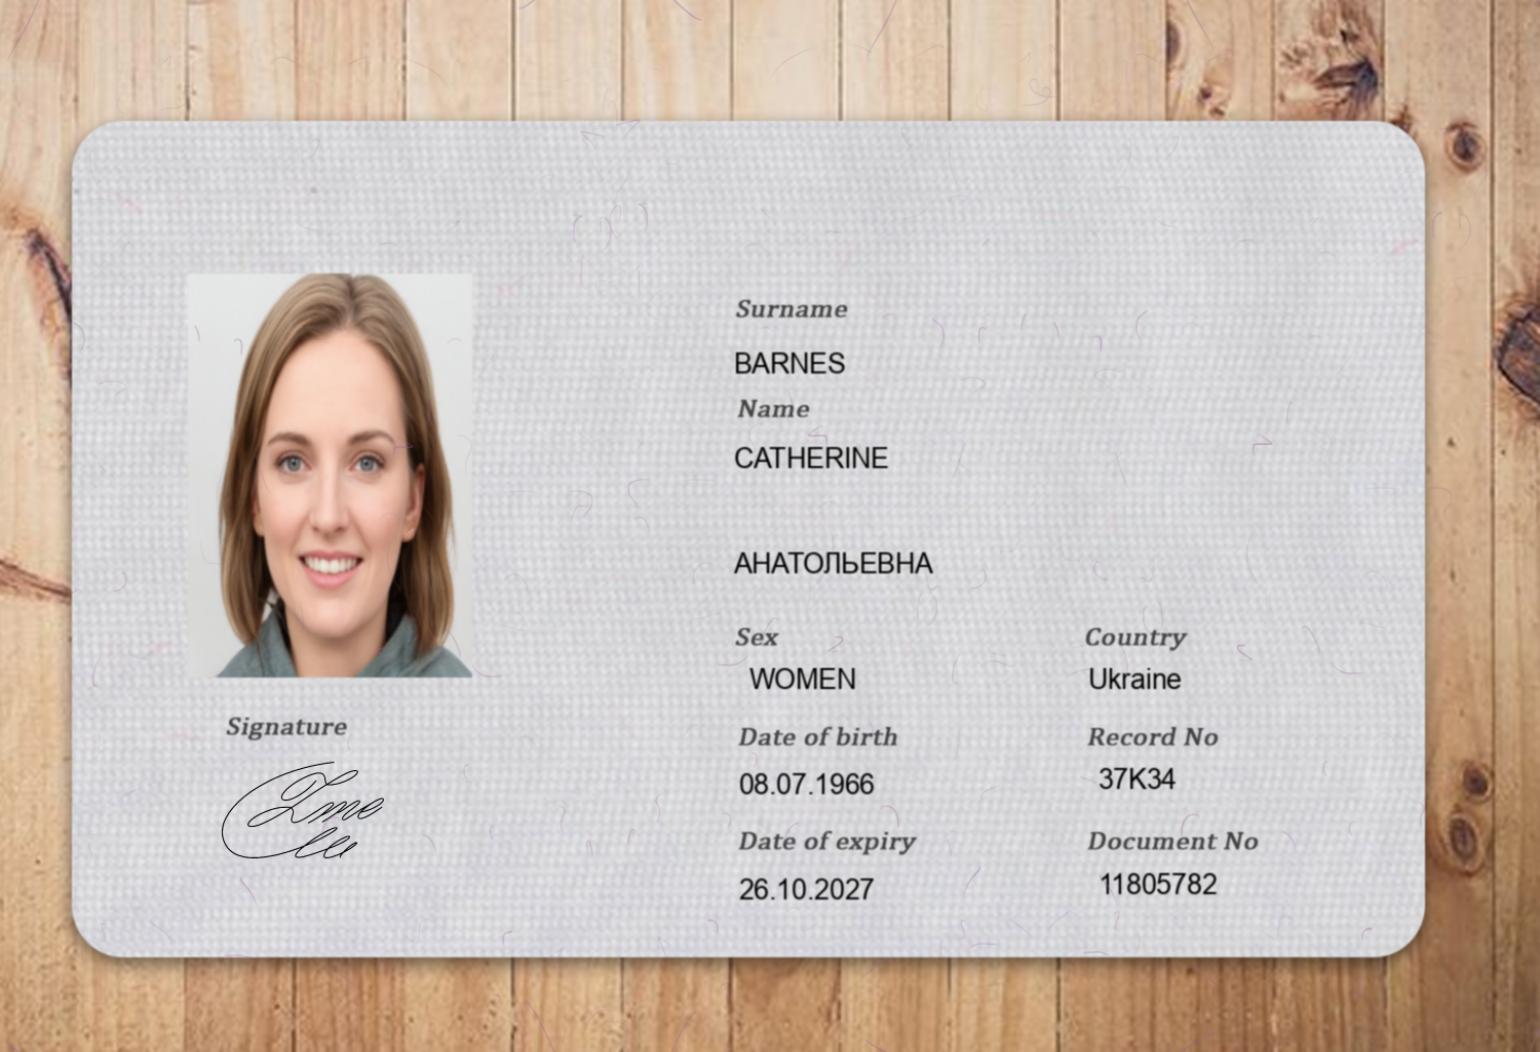 Surname
BARNES
Name
CATHERINE
АНАТОЛЬЕВНА
Sex
Country
WOMEN
Ukraine
Date of birth
Record No
08.07.1966
37K34
Date of expiry
Document No
26.10.2027
11805782
Signature